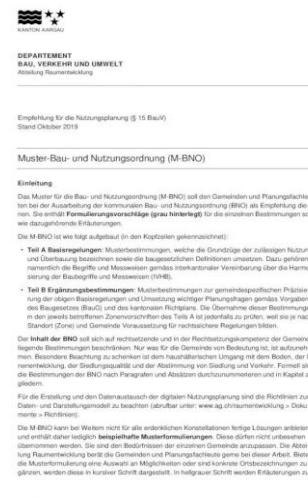 KANTON AARGAU
DEPARTEMENT
BAU, VERKEHR UND UMWELT
Abteilung Raumentwicklung
Empfehlung für die Nutzungsplanung (§ 15 BauV)
Stand Oktober 2019
Muster-Bau- und Nutzungsordnung (M-BNO)
Einleitung
Das Muster für die Bau- und Nutzungsordnung (M-BNO) soll den Gemeinden und Planungsfachle
ten bei der Ausarbeitung der kommunalen Bau- und Nutzungsordnung (BNO) als Empfehlung die-
nen. Sie enthält Formulierungsvorschläge (grau hinterlegt) für die einzelnen Bestimmungen so
wie dazugehörende Erläuterungen.
Die M-BNO ist wie folgt aufgebaut (in den Kopfzeilen gekennzeichnet):
• Teil A Basisregelungen: Musterbestimmungen, welche die Grundzüge der zulässigen Nutzun
und Überbauung bezeichnen sowie die baugesetzlichen Definitionen umsetzen. Dazu gehören
namentlich die Begriffe und Messweisen gemäss Interkantonaler Vereinbarung über die Harmo
sierung der Baubegriffe und Messweisen (IVHB).
• Teil B Ergänzungsbestimmungen: Musterbestimmungen zur gemeindespezifischen Präzisie
rung der obigen Basisregelungen und Umsetzung wichtiger Planungsfragen gemäss Vorgaben
des Baugesetzes (BauG) und des kantonalen Richtplans. Die Übernahme dieser Bestimmung
in den jeweils betroffenen Zonenvorschriften des Teils A ist jedenfalls zu prüfen, weil sie je nac
Standort (Zone) und Gemeinde Voraussetzung für rechtssichere Regelungen bilden.
Der Inhalt der BNO soll sich auf rechtsetzende und in der Rechtsetzungskompetenz der Gemein
liegende Bestimmungen beschränken. Nur was für die Gemeinde von Bedeutung ist, ist aufzuneh
men. Besondere Beachtung zu schenken ist dem haushälterischen Umgang mit dem Boden, der I
nenentwicklung, der Siedlungsqualität und der Abstimmung von Siedlung und Verkehr. Formell si
die Bestimmungen der BNO nach Paragrafen und Absätzen durchzunummerieren und in Kapitel z
gliedern.
Für die Erstellung und den Datenaustausch der digitalen Nutzungsplanung sind die Richtlinien zur
Daten- und Darstellungsmodell zu beachten (abrufbar unter: www.ag.ch/raumentwicklung > Doku
mente > Richtlinien).
Die M-BNO kann bei Weitem nicht für alle erdenklichen Konstellationen fertige Lösungen anbieten
und enthält daher lediglich beispielhafte Musterformulierungen. Diese dürfen nicht unbesehen
übernommen werden. Sie sind den Bedürfnissen der einzelnen Gemeinde anzupassen. Die Abtei
lung Raumentwicklung berät die Gemeinden und Planungsfachleute gerne bei dieser Arbeit. Biete
die Musterformulierung eine Auswahl an Möglichkeiten oder sind konkrete Ortsbezeichnungen zu
gänzen, werden diese in kursiver Schrift dargestellt. In hellgrauer Schrift werden Erläuterungen zu